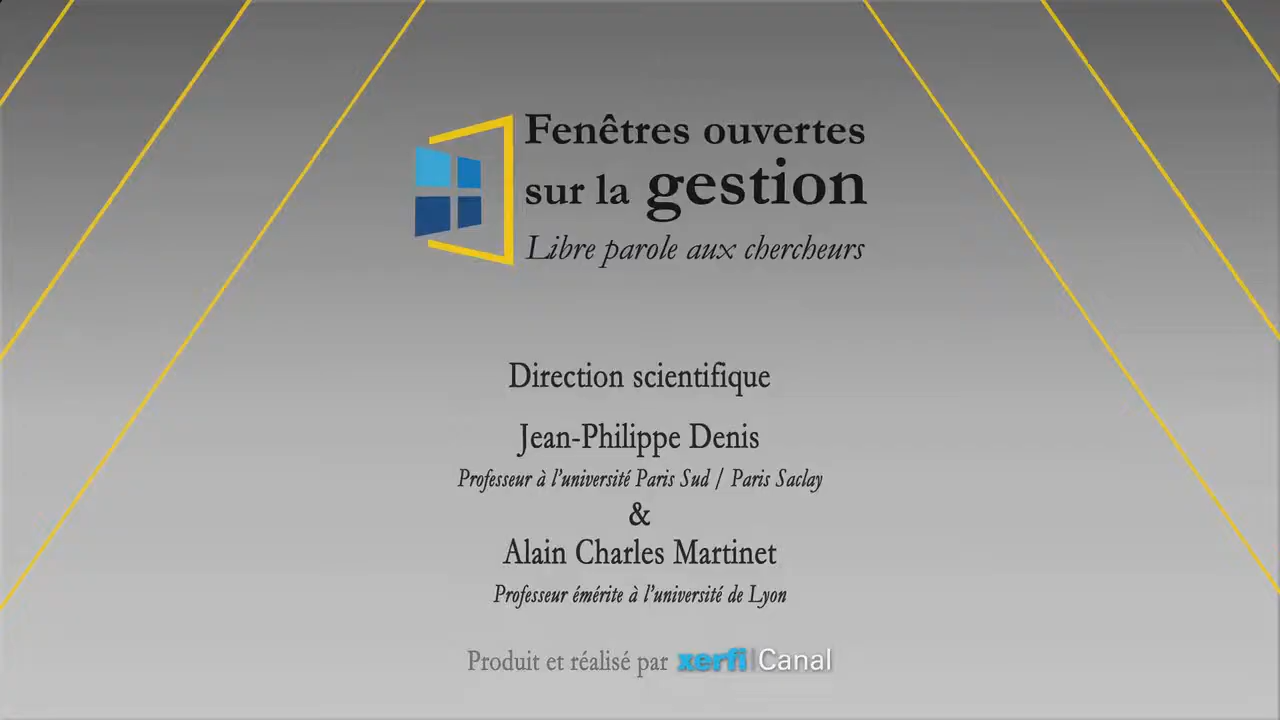 Fenêtres ouvertes
sur la gestion
Libre parole aux chercheurs
Direction scientifique
Jean-Philippe Denis
Professeur à l'université Paris Sud / Paris Saclay
&
Alain Charles Martinet
Professeur émérite à l'université de Lyon
Produit et réalisé par xerfi|Canal